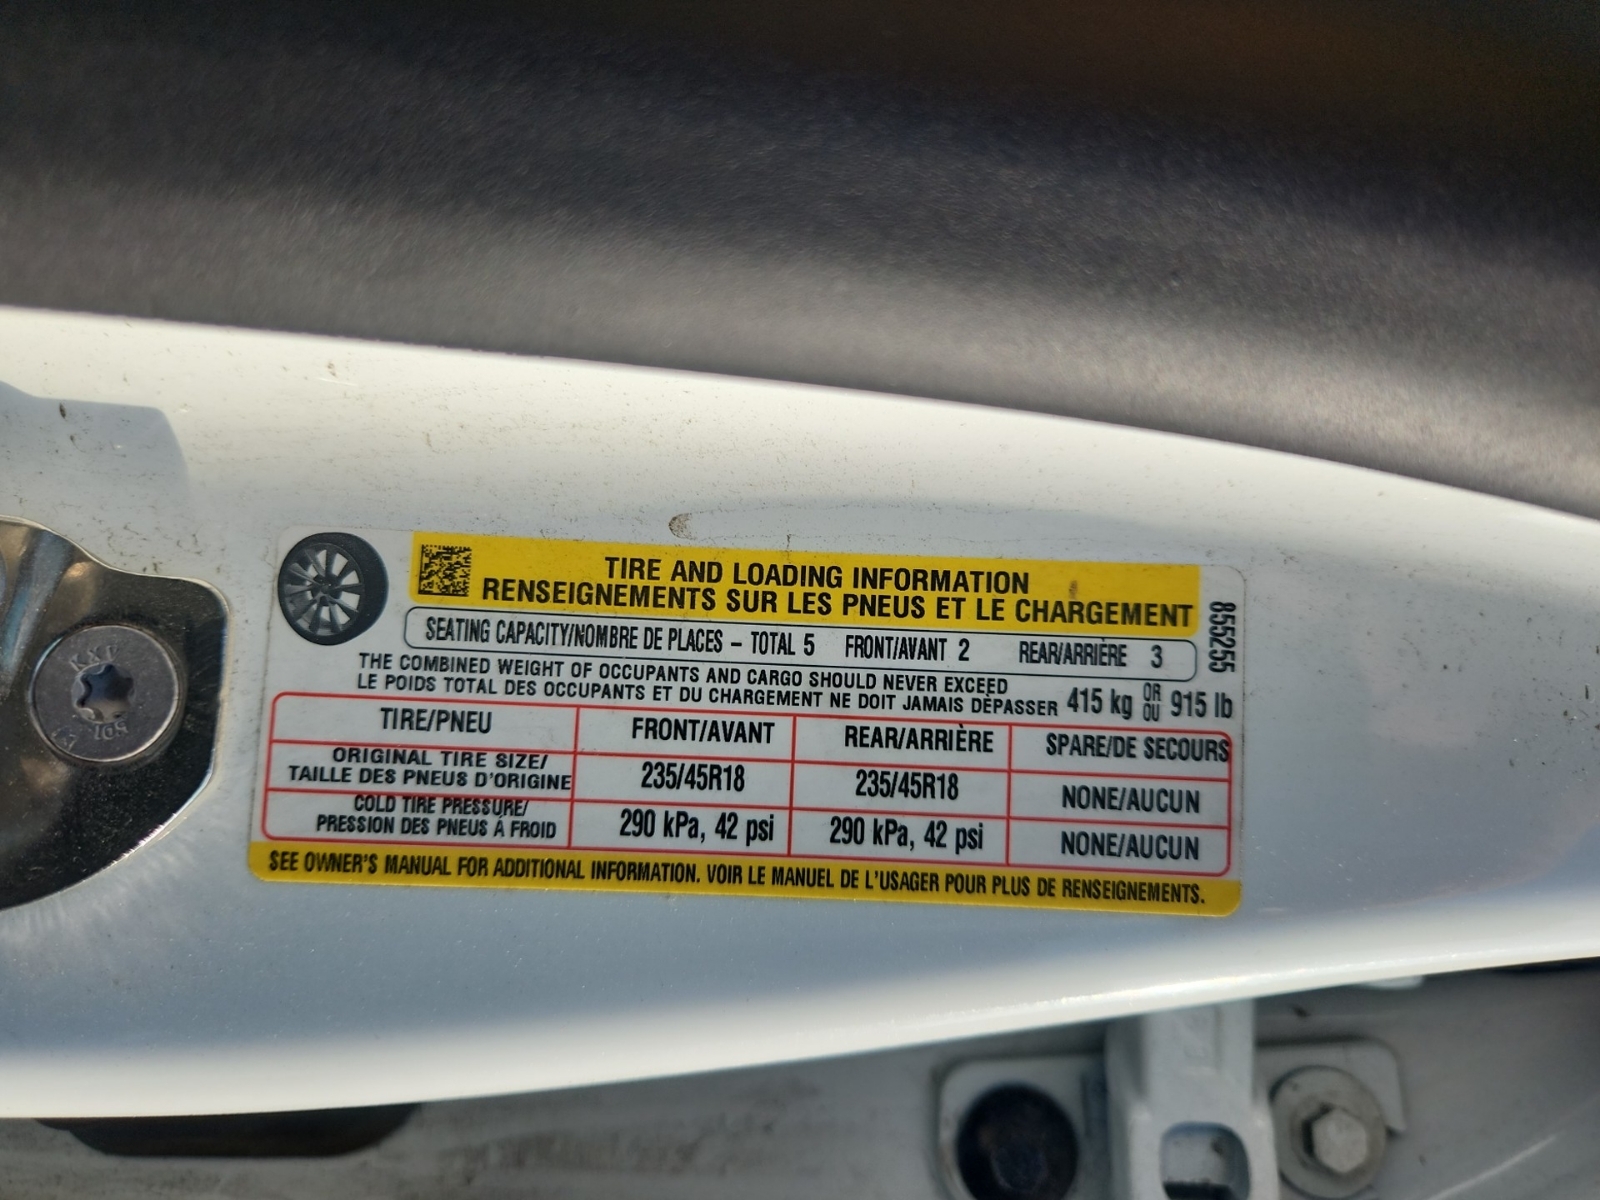 TIRE AND LOADING INFORMATION
RENSEIGNEMENTS SUR LES PNEUS ET LE CHARGEMENT
SEATING CAPACITY/NOMBRE DE PLACES – TOTAL 5 FRONT/AVANT 2 REAR/ARRIÈRE 3
855255
THE COMBINED WEIGHT OF OCCUPANTS AND CARGO SHOULD NEVER EXCEED
LE POIDS TOTAL DES OCCUPANTS ET DU CHARGEMENT NE DOIT JAMAIS DÉPASSER 415 kg OR OU 915 lb
TIRE/PNEU FRONT/AVANT REAR/ARRIÈRE SPARE/DE SECOURS
ORIGINAL TIRE SIZE/
TAILLE DES PNEUS D'ORIGINE 235/45R18 235/45R18 NONE/AUCUN
COLD TIRE PRESSURE/
PRESSION DES PNEUS À FROID 290 kPa, 42 psi 290 kPa, 42 psi NONE/AUCUN
SEE OWNER'S MANUAL FOR ADDITIONAL INFORMATION. VOIR LE MANUEL DE L'USAGER POUR PLUS DE RENSEIGNEMENTS.